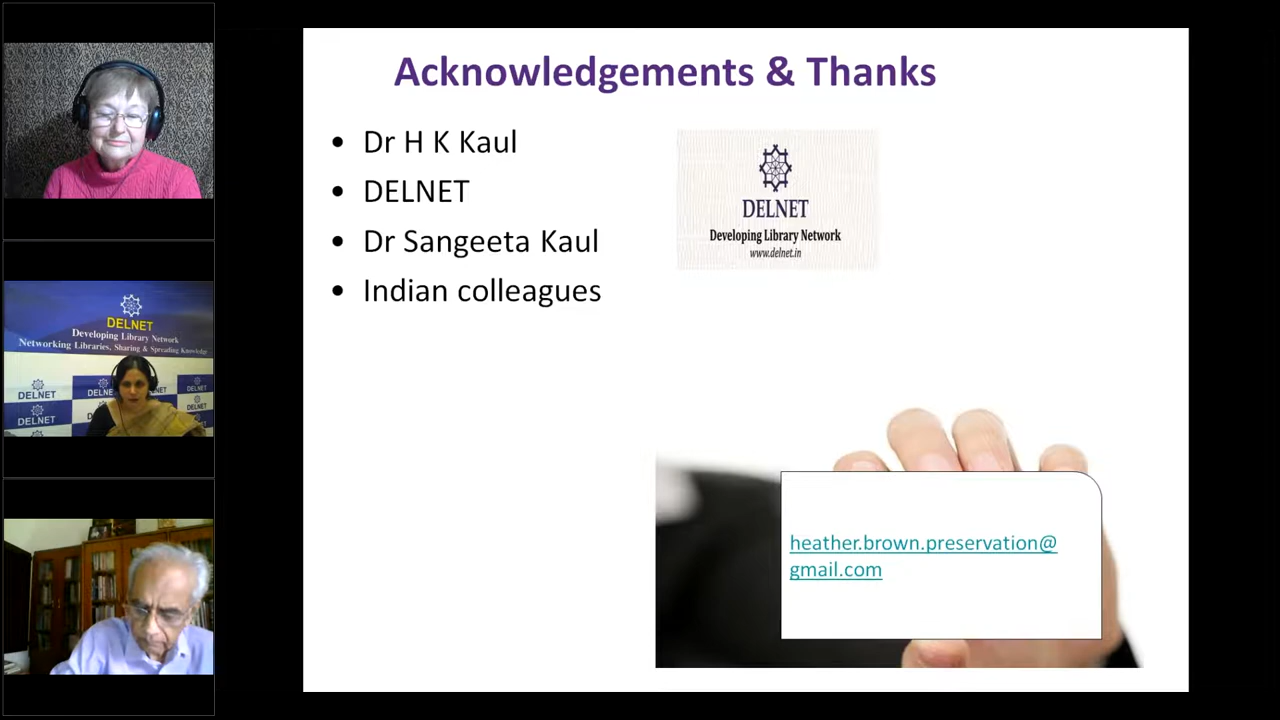 Acknowledgements & Thanks
• Dr H K Kaul
• DELNET
• Dr Sangeeta Kaul
• Indian colleagues
DELNET
Developing Library Network
www.delnet.in
heather.brown.preservation@
gmail.com
DELNET
Developing Library Network
Networking Libraries, Sharing & Spreading Knowledge
DELNET
DELNET
DELNET
DELNET
DELNET